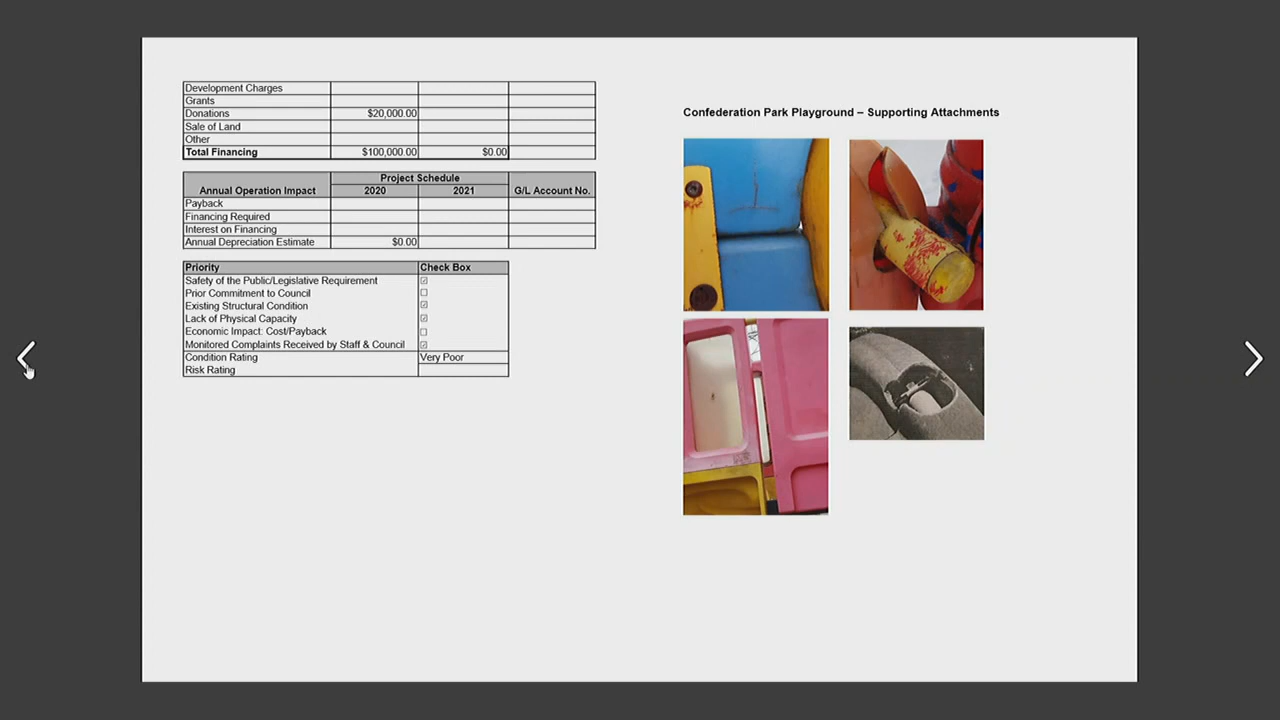 Development Charges
Grants
Donations $20,000.00
Sale of Land
Other
Total Financing $100,000.00 $0.00
Project Schedule
Annual Operation Impact 2020 2021 G/L Account No.
Payback
Financing Required
Interest on Financing
Annual Depreciation Estimate $0.00
Priority Check Box
Safety of the Public/Legislative Requirement ☑
Prior Commitment to Council ☐
Existing Structural Condition ☑
Lack of Physical Capacity ☑
Economic Impact: Cost/Payback ☐
Monitored Complaints Received by Staff & Council ☑
Condition Rating Very Poor
Risk Rating
Confederation Park Playground – Supporting Attachments